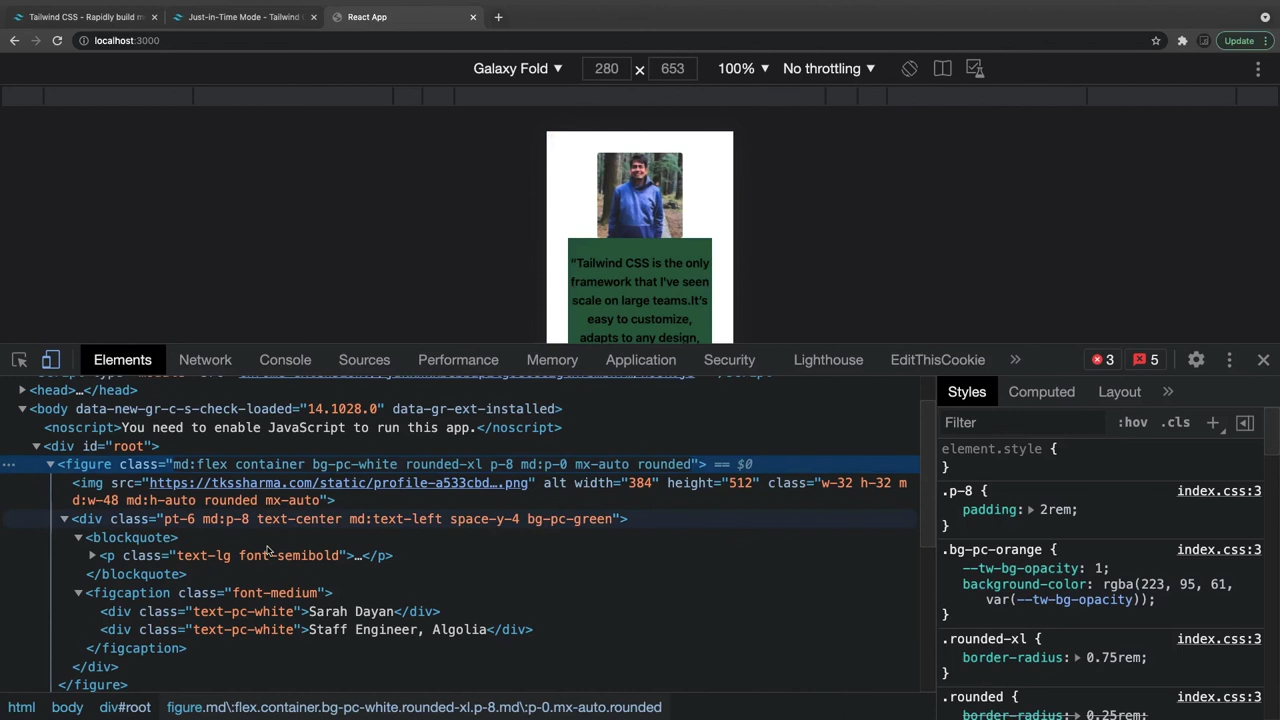 Tailwind CSS - Rapidly build m
Just-in-Time Mode - Tailwind
React App
localhost:3000
Update
Galaxy Fold
280
653
100%
No throttling
“Tailwind CSS is the only
framework that I've seen
scale on large teams.It's
easy to customize,
adapts to any design,
Elements
Network
Console
Sources
Performance
Memory
Application
Security
Lighthouse
EditThisCookie
3
5
<head>…</head>
<body data-new-gr-c-s-check-loaded="14.1028.0" data-gr-ext-installed>
<noscript>You need to enable JavaScript to run this app.</noscript>
<div id="root">
<figure class="md:flex container bg-pc-white rounded-xl p-8 md:p-0 mx-auto rounded"> == $0
<img src="https://tkssharma.com/static/profile-a533cbd….png" alt width="384" height="512" class="w-32 h-32 m
d:w-48 md:h-auto rounded mx-auto">
<div class="pt-6 md:p-8 text-center md:text-left space-y-4 bg-pc-green">
<blockquote>
<p class="text-lg font-semibold">…</p>
</blockquote>
<figcaption class="font-medium">
<div class="text-pc-white">Sarah Dayan</div>
<div class="text-pc-white">Staff Engineer, Algolia</div>
</figcaption>
</div>
</figure>
html
body
div#root
figure.md\:flex.container.bg-pc-white.rounded-xl.p-8.md\:p-0.mx-auto.rounded
Styles
Computed
Layout
Filter
:hov
.cls
element.style {
}
.p-8 {
index.css:3
padding: 2rem;
}
.bg-pc-orange {
index.css:3
--tw-bg-opacity: 1;
background-color: rgba(223, 95, 61,
var(--tw-bg-opacity));
}
.rounded-xl {
index.css:3
border-radius: 0.75rem;
}
.rounded {
index.css:3
border-radius: 0.25rem;